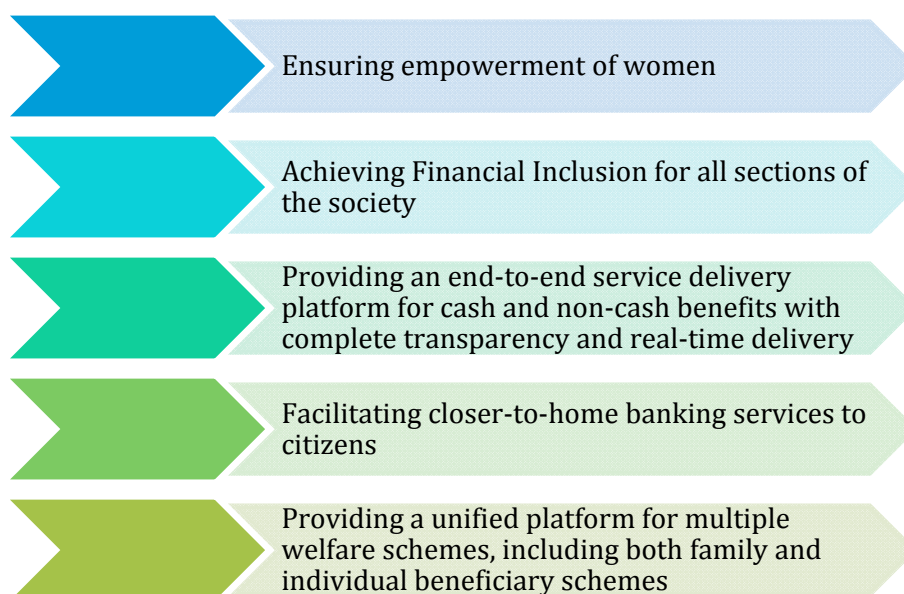 Ensuring empowerment of women
Achieving Financial Inclusion for all sections of
the society
Providing an end-to-end service delivery
platform for cash and non-cash benefits with
complete transparency and real-time delivery
Facilitating closer-to-home banking services to
citizens
Providing a unified platform for multiple
welfare schemes, including both family and
individual beneficiary schemes